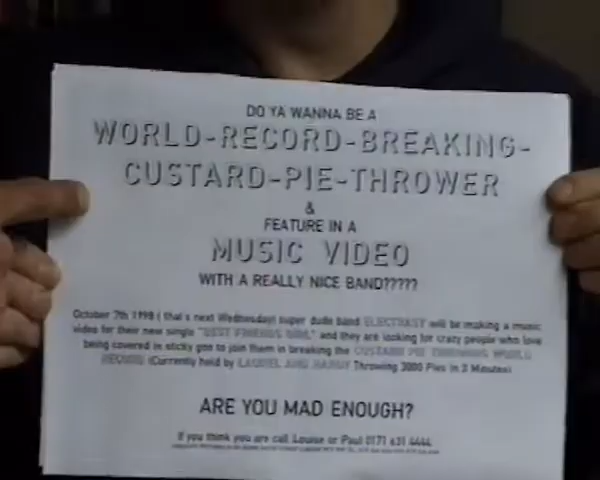 DO YA WANNA BE A
WORLD-RECORD-BREAKING-
CUSTARD-PIE-THROWER
&
FEATURE IN A
MUSIC VIDEO
WITH A REALLY NICE BAND?????
October 7th 1998 ( that's next Wednesday) super dude band ELECTRASY will be making a music
video for their new single "BEST FRIENDS GIRL" and they are looking for crazy people who love
being covered in sticky goo to join them in breaking the CUSTARD PIE THROWING WORLD
RECORD (Currently held by LAUREL AND HARDY Throwing 3000 Pies in 3 Minutes)
ARE YOU MAD ENOUGH?
If you think you are call Louise or Paul 0171 631 4444